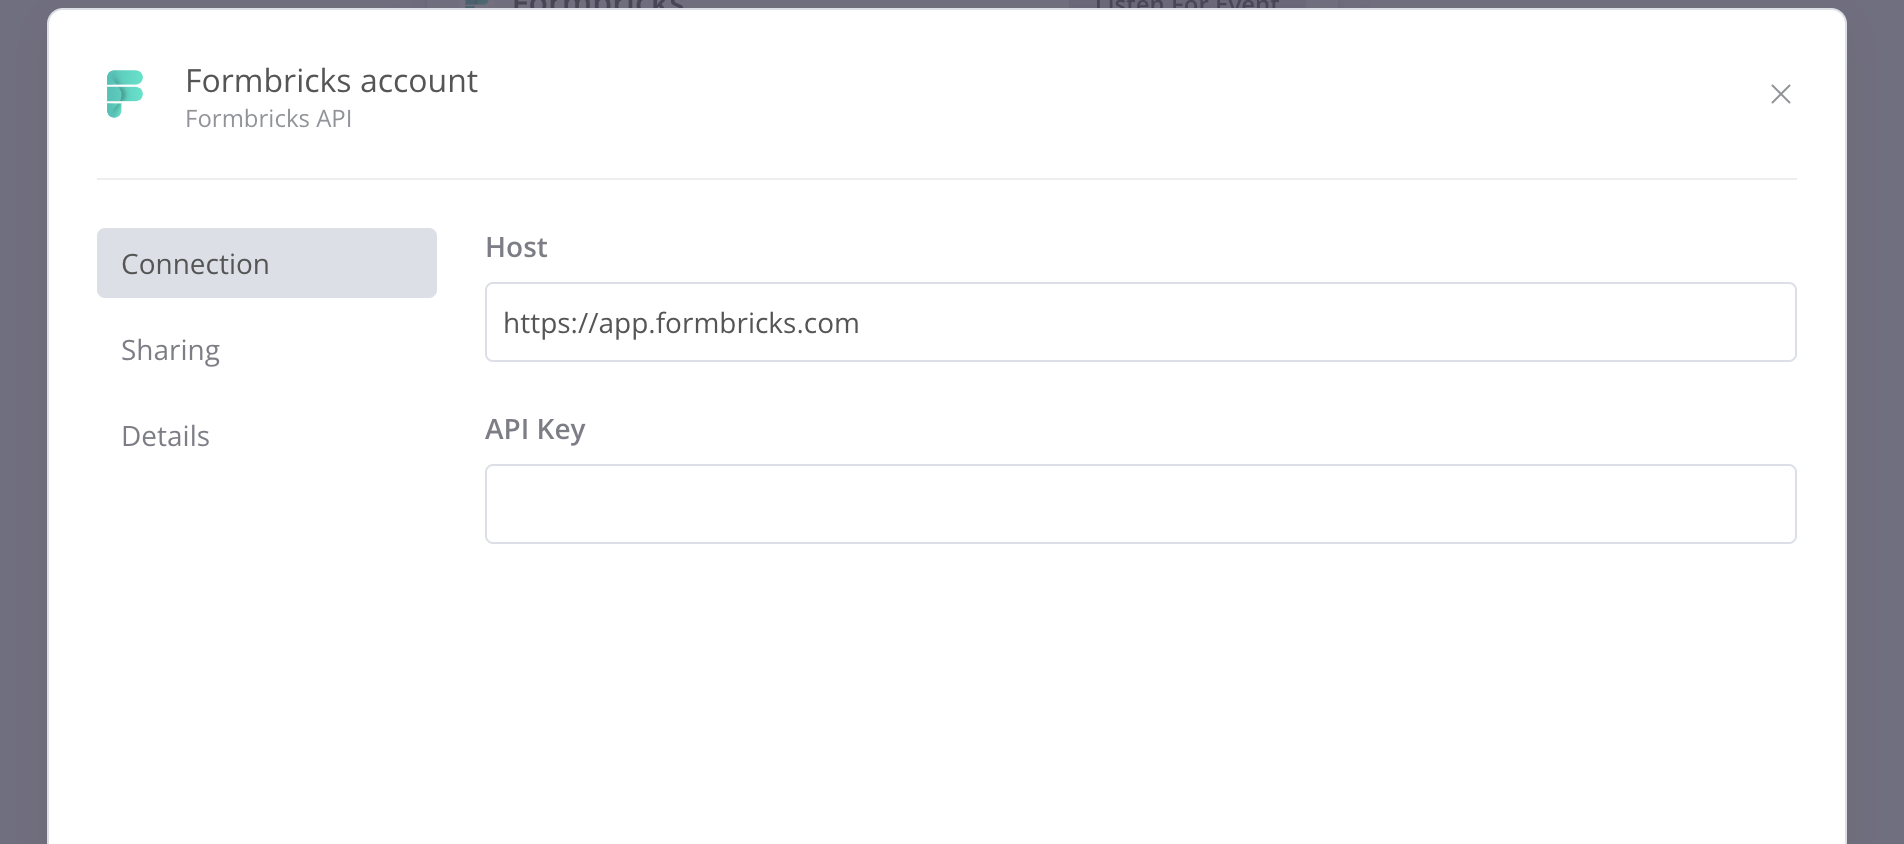 Formbricks
Listen For Event
Formbricks account
Formbricks API
Connection
Sharing
Details
Host
https://app.formbricks.com
API Key